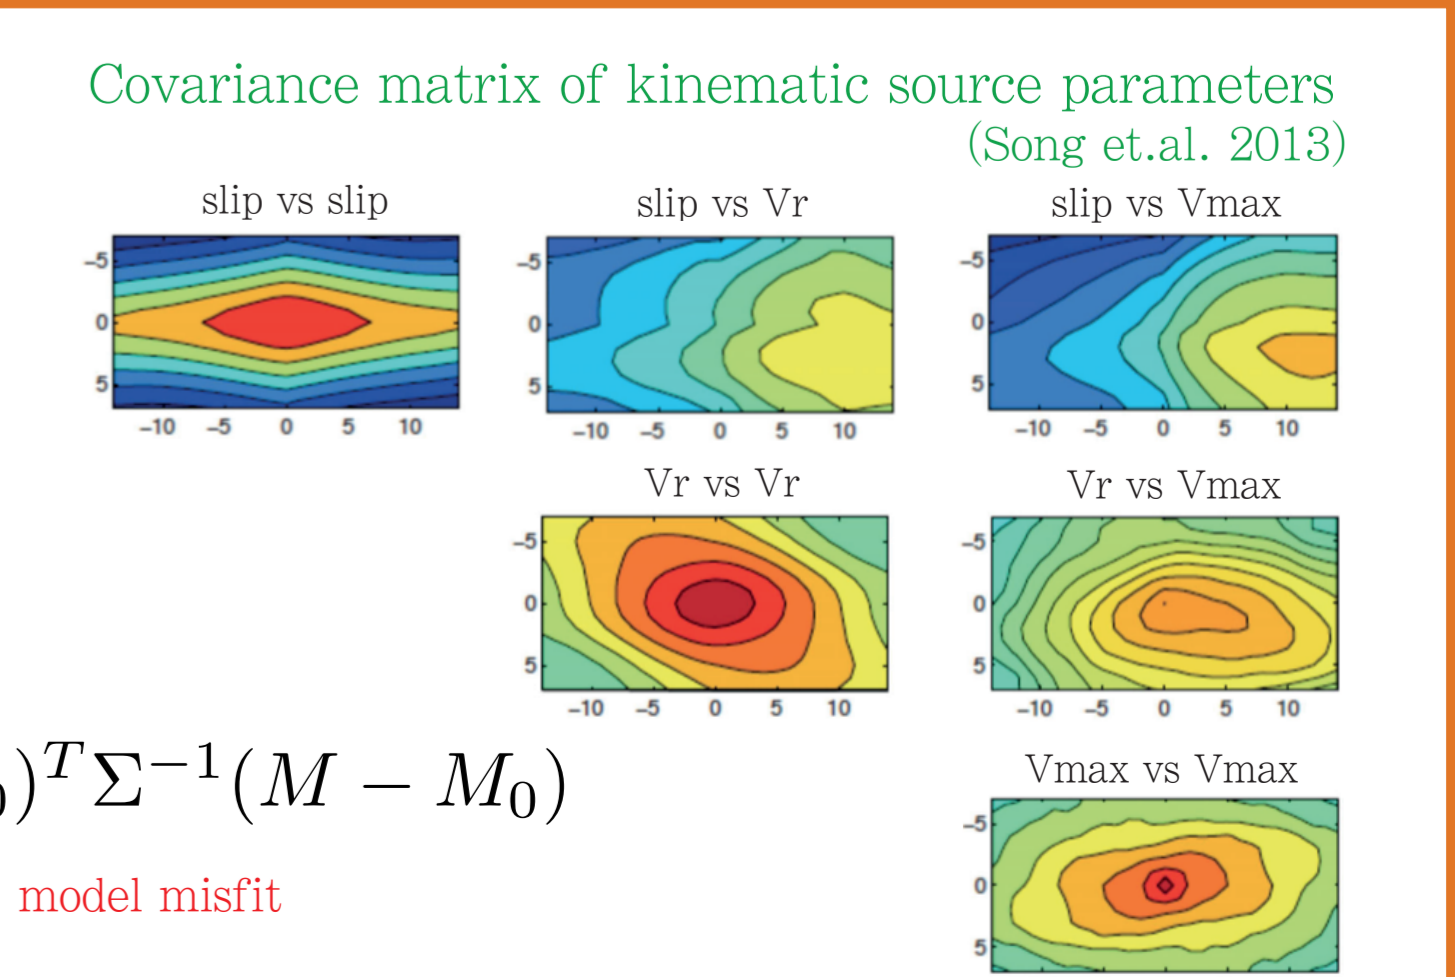 Covariance matrix of kinematic source parameters
(Song et.al. 2013)
slip vs slip
slip vs Vr
slip vs Vmax
−5
0
5
−10 −5 0 5 10
−5
0
5
−10 −5 0 5 10
−5
0
5
−10 −5 0 5 10
Vr vs Vr
Vr vs Vmax
−5
0
5
−10 −5 0 5 10
−5
0
5
−10 −5 0 5 10
0)^T Σ^−1 (M − M_0)
Vmax vs Vmax
−5
0
5
model misfit